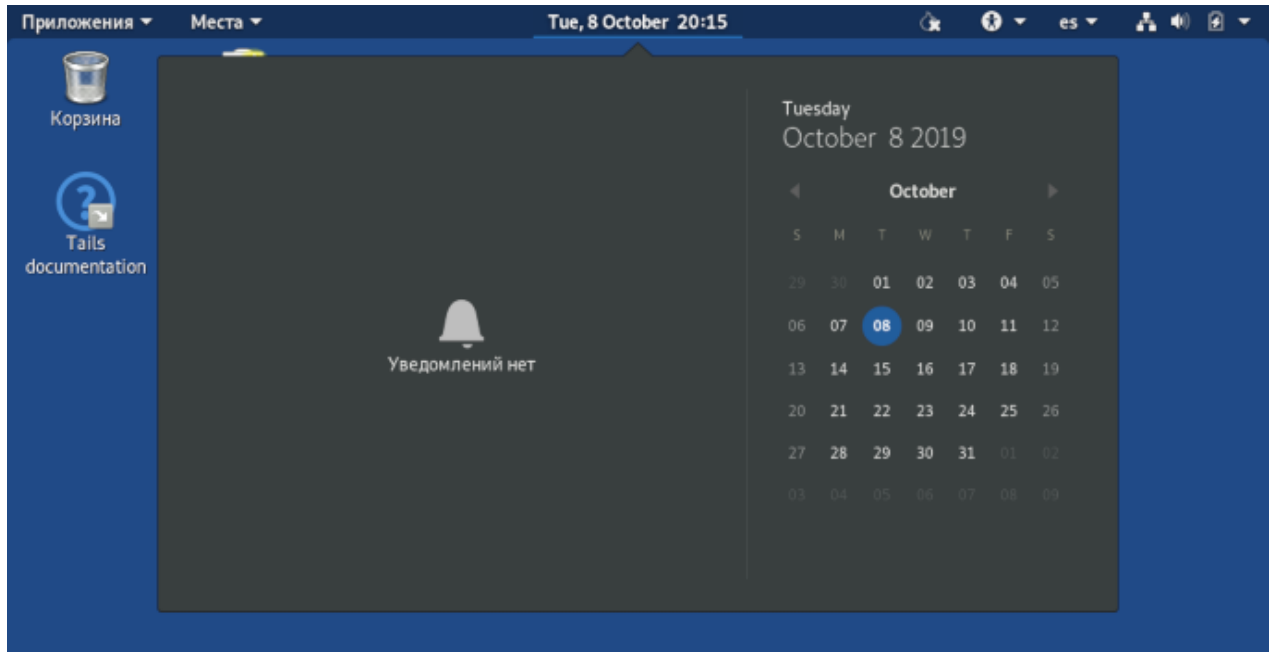 Приложения Места Tue, 8 October 20:15 es
Корзина
Tails
documentation
Уведомлений нет
Tuesday
October 8 2019
October
S M T W T F S
29 30 01 02 03 04 05
06 07 08 09 10 11 12
13 14 15 16 17 18 19
20 21 22 23 24 25 26
27 28 29 30 31 01 02
03 04 05 06 07 08 09